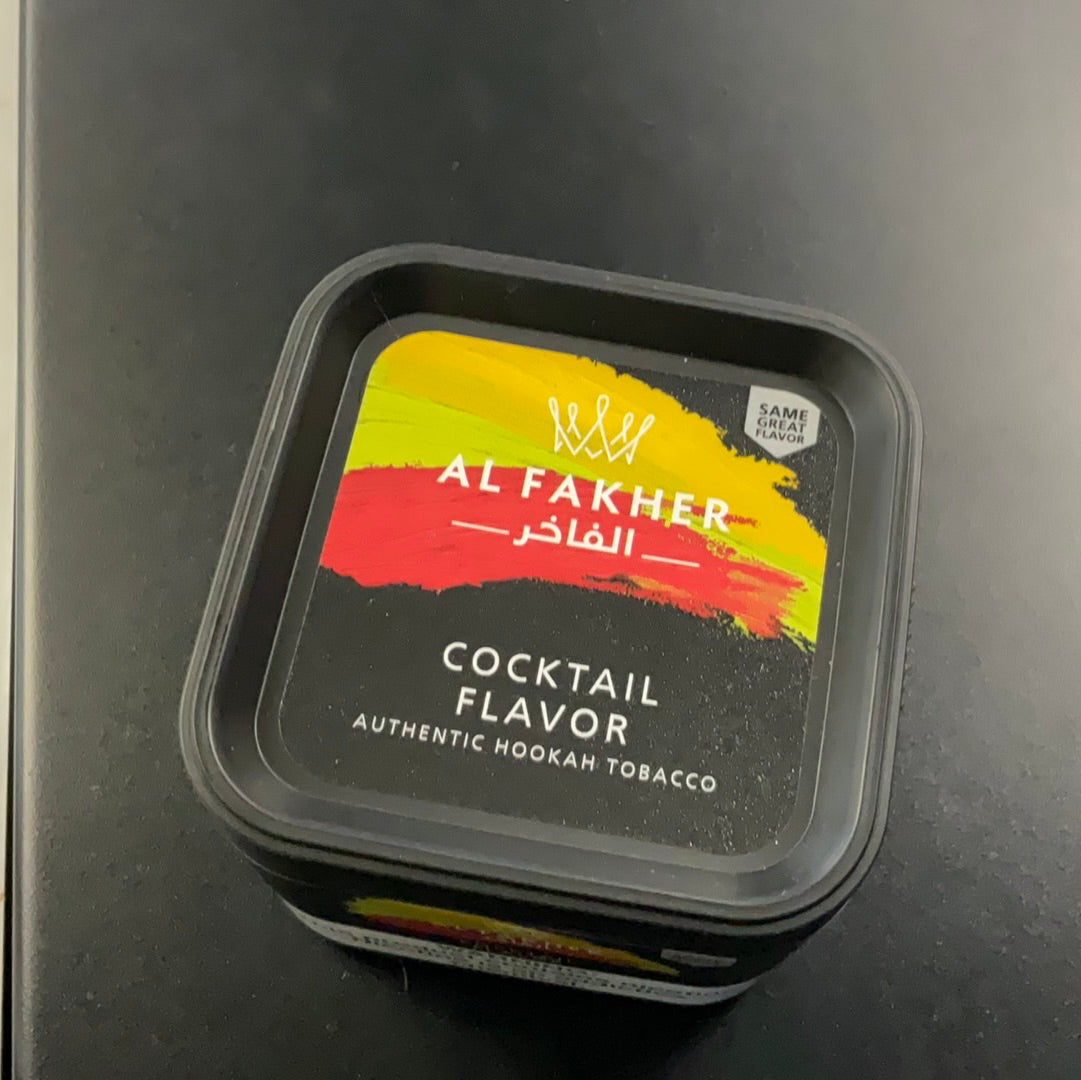 SAME
GREAT
FLAVOR
AL FAKHER
الفاخر
COCKTAIL
FLAVOR
AUTHENTIC HOOKAH TOBACCO